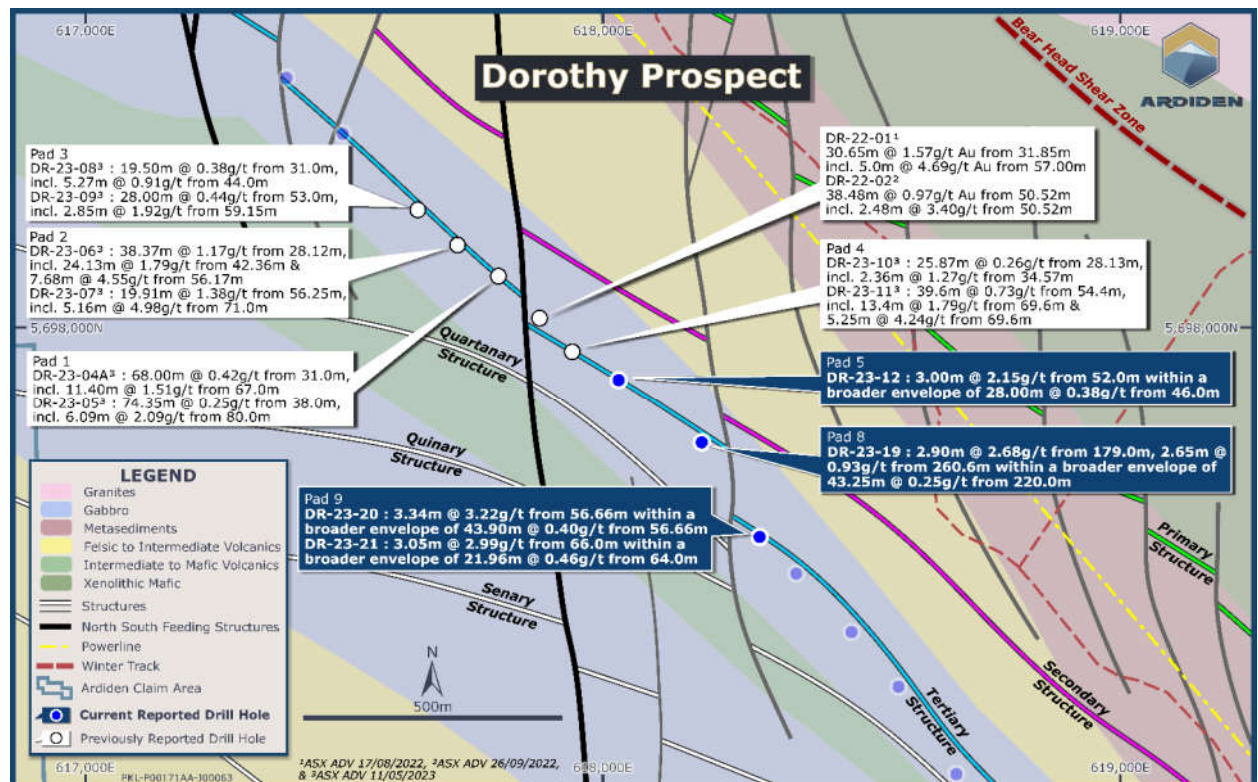 617,000E
618,000E
619,000E
Dorothy Prospect
Bear Head Shear Zone
ARDIDEN
Pad 3
DR-23-08³ : 19.50m @ 0.38g/t from 31.0m,
incl. 5.27m @ 0.91g/t from 44.0m
DR-23-09³ : 28.00m @ 0.44g/t from 53.0m,
incl. 2.85m @ 1.92g/t from 59.15m
DR-22-01¹
30.65m @ 1.57g/t Au from 31.85m
incl. 5.0m @ 4.69g/t Au from 57.00m
DR-22-02²
38.48m @ 0.97g/t Au from 50.52m
incl. 2.48m @ 3.40g/t from 50.52m
Pad 2
DR-23-06³ : 38.37m @ 1.17g/t from 28.12m,
incl. 24.13m @ 1.79g/t from 42.36m &
7.68m @ 4.55g/t from 56.17m
DR-23-07³ : 19.91m @ 1.38g/t from 56.25m,
incl. 5.16m @ 4.98g/t from 71.0m
Pad 4
DR-23-10³ : 25.87m @ 0.26g/t from 28.13m,
incl. 2.36m @ 1.27g/t from 34.57m
DR-23-11³ : 39.6m @ 0.73g/t from 54.4m,
incl. 13.4m @ 1.79g/t from 69.6m &
5.25m @ 4.24g/t from 69.6m
5,698,000N
5,698,000N
Pad 1
DR-23-04A³ : 68.00m @ 0.42g/t from 31.0m,
incl. 11.40m @ 1.51g/t from 67.0m
DR-23-05³ : 74.35m @ 0.25g/t from 38.0m,
incl. 6.09m @ 2.09g/t from 80.0m
Quartanary
Structure
Pad 5
DR-23-12 : 3.00m @ 2.15g/t from 52.0m within a
broader envelope of 28.00m @ 0.38g/t from 46.0m
Quinary
Structure
Pad 8
DR-23-19 : 2.90m @ 2.68g/t from 179.0m, 2.65m @
0.93g/t from 260.6m within a broader envelope of
43.25m @ 0.25g/t from 220.0m
Pad 9
DR-23-20 : 3.34m @ 3.22g/t from 56.66m within a
broader envelope of 43.90m @ 0.40g/t from 56.66m
DR-23-21 : 3.05m @ 2.99g/t from 66.0m within a
broader envelope of 21.96m @ 0.46g/t from 64.0m
Primary
Structure
Senary
Structure
Secondary
Structure
Tertiary
Structure
LEGEND
Granites
Gabbro
Metasediments
Felsic to Intermediate Volcanics
Intermediate to Mafic Volcanics
Xenolithic Mafic
Structures
North South Feeding Structures
Powerline
Winter Track
Ardiden Claim Area
Current Reported Drill Hole
Previously Reported Drill Hole
N
500m
¹ASX ADV 17/08/2022, ²ASX ADV 26/09/2022,
& ³ASX ADV 11/05/2023
617,000E
PKL-P00171AA-J00063
618,000E
619,000E